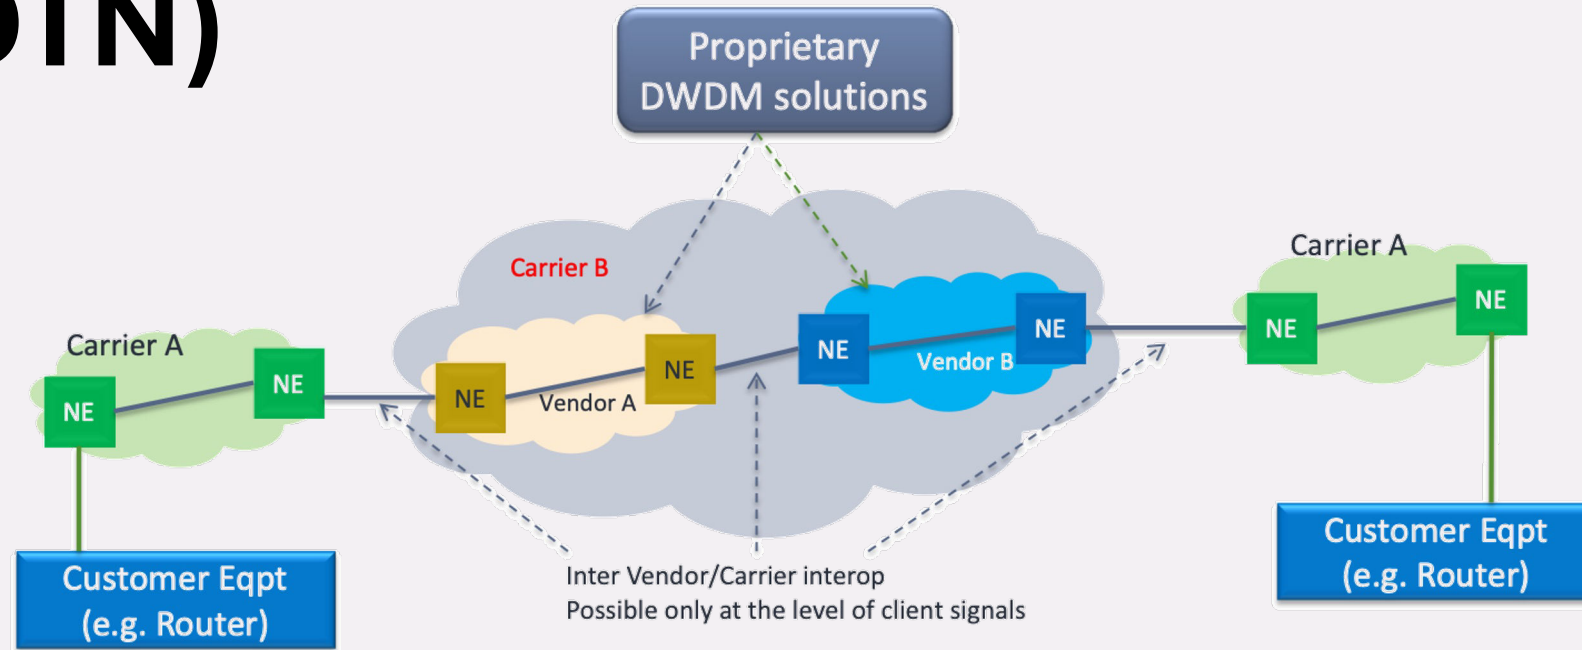 OTN)
Proprietary
DWDM solutions
Carrier B
Carrier A
Carrier A
NE
NE
NE
NE
NE
NE
NE
NE
Vendor A
Vendor B
Customer Eqpt
(e.g. Router)
Customer Eqpt
(e.g. Router)
Inter Vendor/Carrier interop
Possible only at the level of client signals